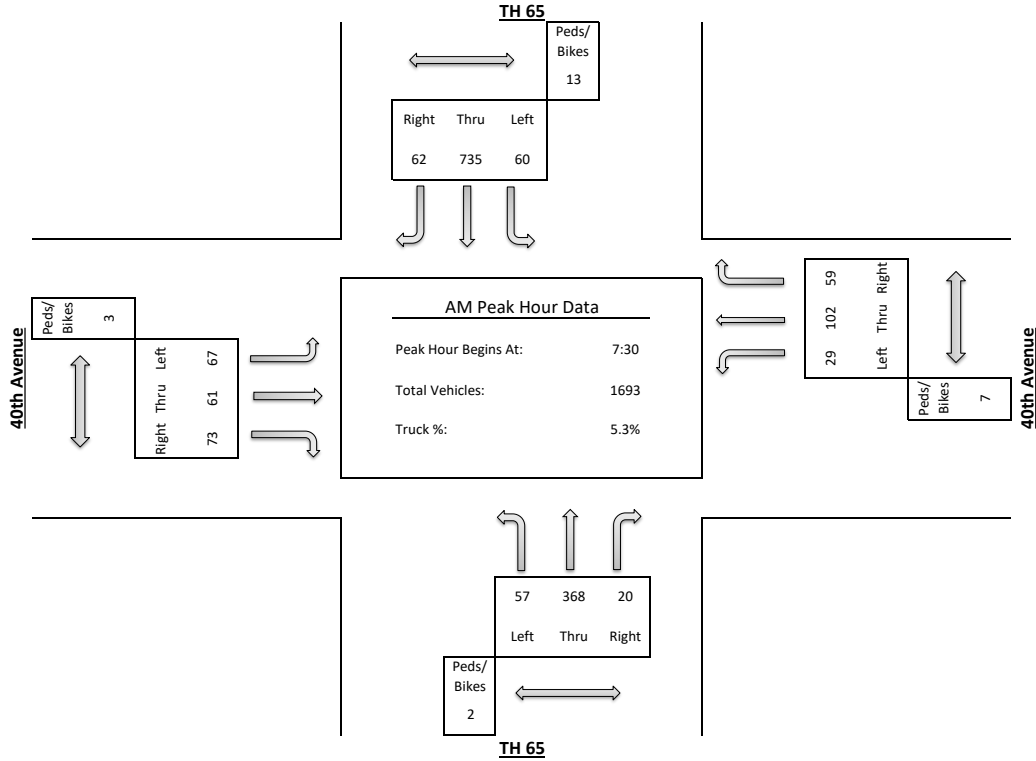 TH 65
Peds/
Bikes
13
Right Thru Left
62 735 60
40th Avenue
Peds/
Bikes
3
Left 67
Thru 61
Right 73
AM Peak Hour Data
Peak Hour Begins At: 7:30
Total Vehicles: 1693
Truck %: 5.3%
59 Right
102 Thru
29 Left
Peds/
Bikes
7
40th Avenue
57 368 20
Left Thru Right
Peds/
Bikes
2
TH 65